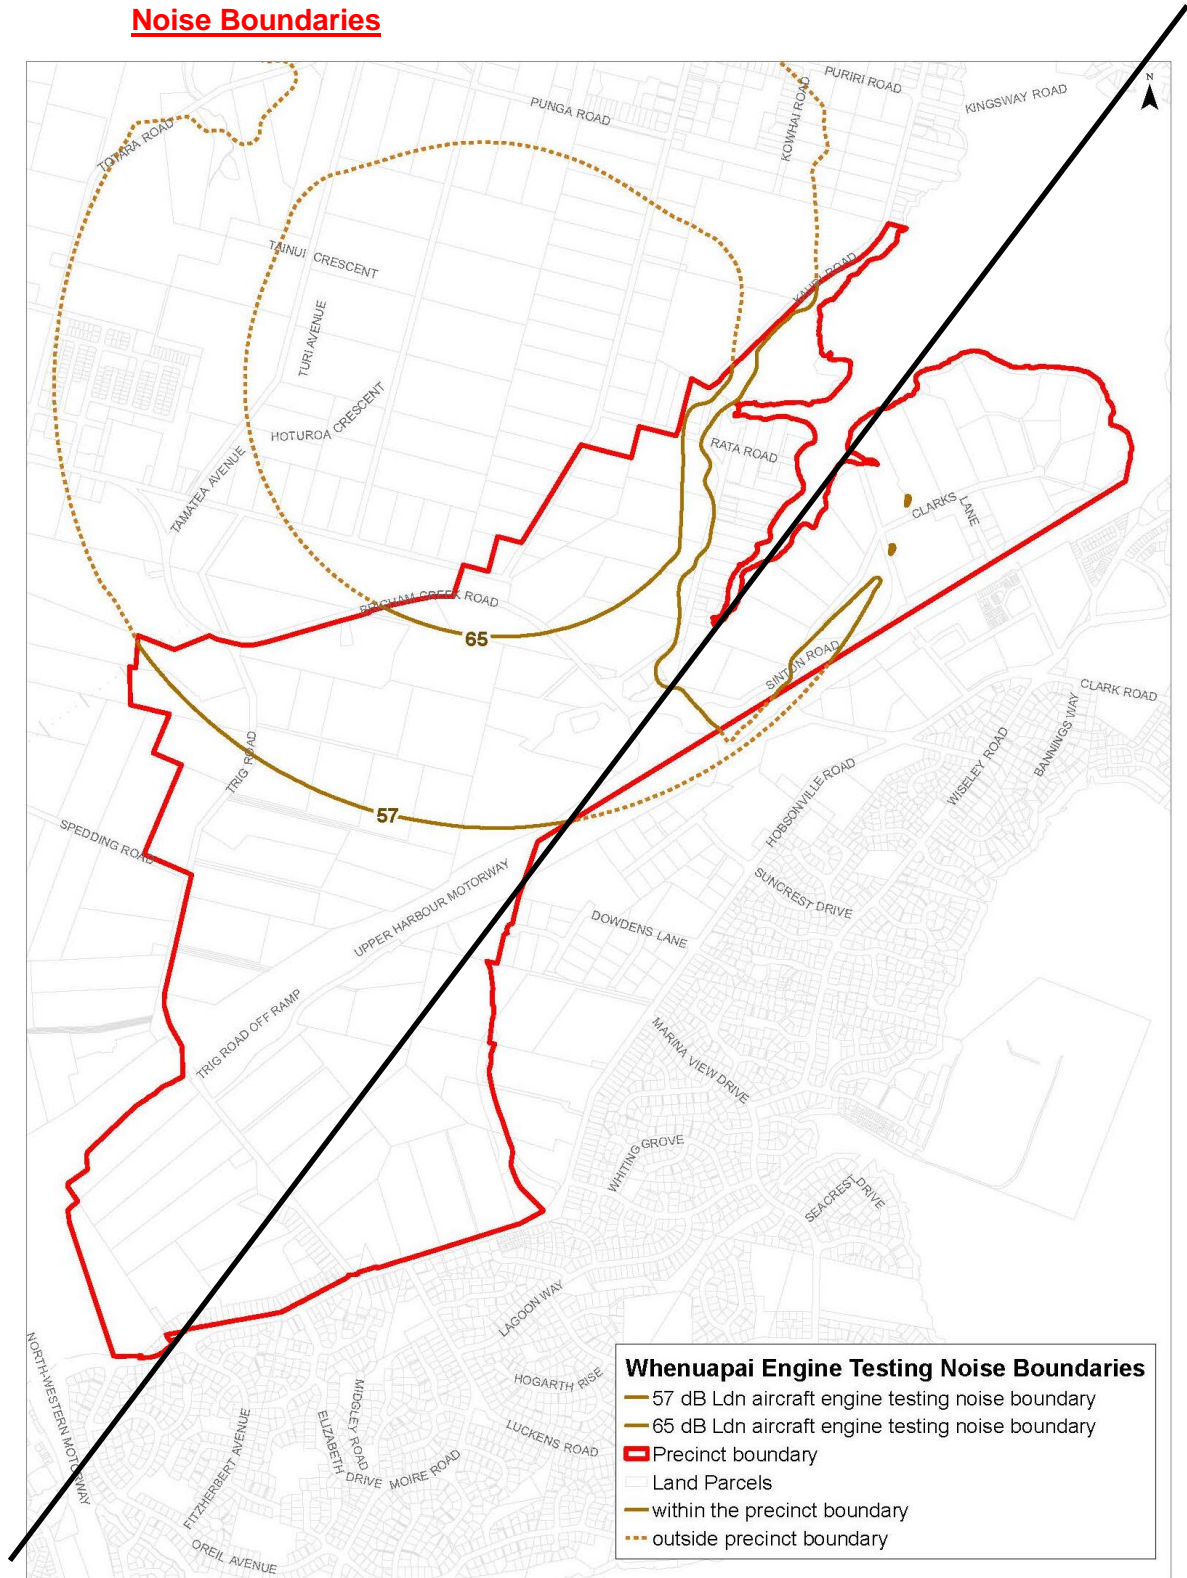 Noise Boundaries
PURIRI ROAD
KINGSWAY ROAD
N
PUNGA ROAD
KOWHAI ROAD
TOTARA ROAD
TAINUI CRESCENT
KAURI ROAD
TURI AVENUE
HOTUROA CRESCENT
RATA ROAD
TAMATEA AVENUE
CLARKS LANE
BRIGHAM CREEK ROAD
65
SINTON ROAD
CLARK ROAD
BANNINGS WAY
WISELEY ROAD
TRIG ROAD
HOBSONVILLE ROAD
57
SPEDDING ROAD
UPPER HARBOUR MOTORWAY
SUNCREST DRIVE
DOWDENS LANE
TRIG ROAD OFF RAMP
MARINA VIEW DRIVE
WHITING GROVE
SEACREST DRIVE
LAGOON WAY
NORTH-WESTERN MOTORWAY
HOGARTH RISE
MIDGLEY ROAD
FITZHERBERT AVENUE
ELIZABETH DRIVE
LUCKENS ROAD
MOIRE ROAD
OREIL AVENUE
Whenuapai Engine Testing Noise Boundaries
57 dB Ldn aircraft engine testing noise boundary
65 dB Ldn aircraft engine testing noise boundary
Precinct boundary
Land Parcels
within the precinct boundary
outside precinct boundary